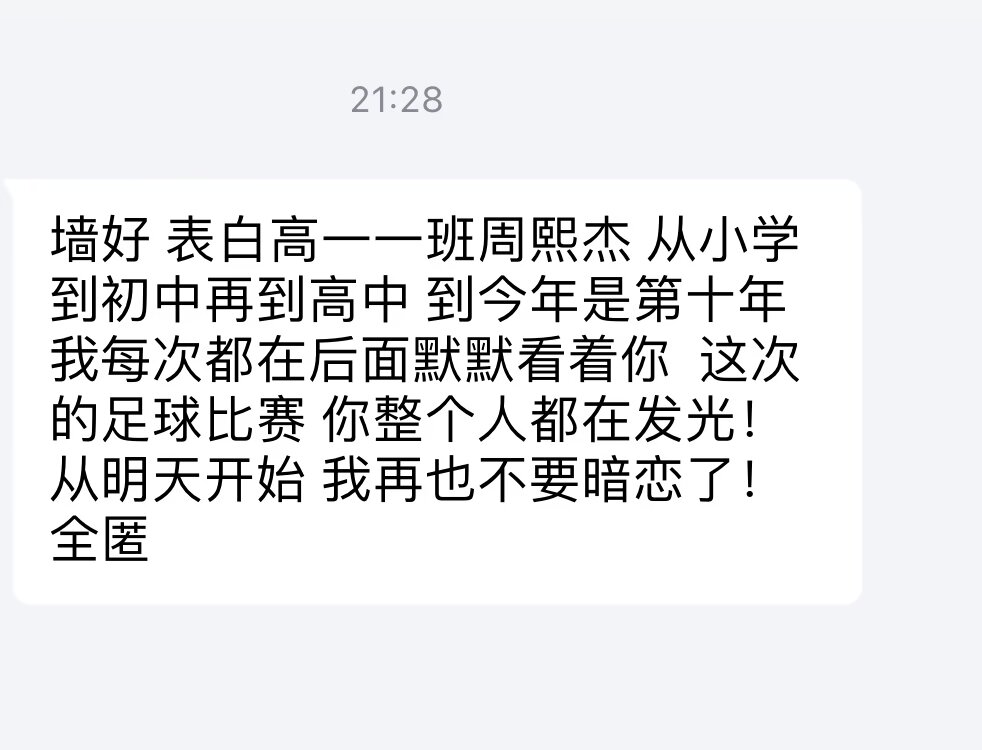 21:28
墙好 表白高一一班周熙杰 从小学
到初中再到高中 到今年是第十年
我每次都在后面默默看着你  这次
的足球比赛 你整个人都在发光！
从明天开始 我再也不要暗恋了！
全匿